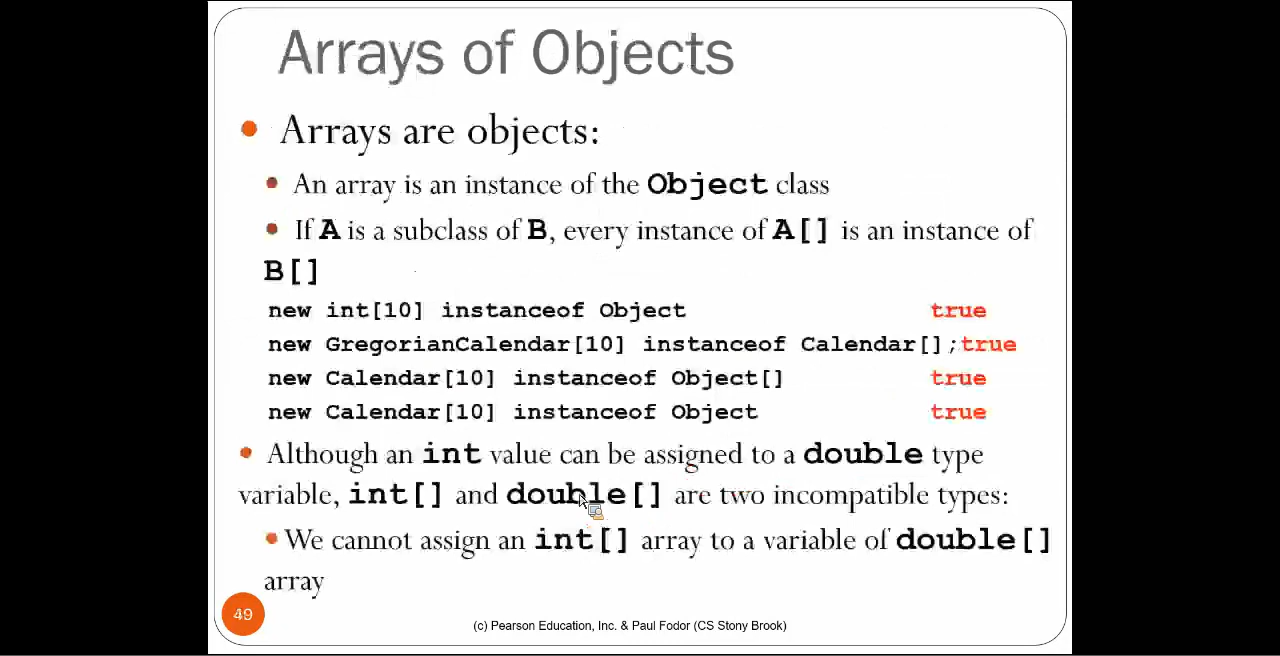 Arrays of Objects
Arrays are objects:
An array is an instance of the Object class
If A is a subclass of B, every instance of A[] is an instance of
B[]
new int[10] instanceof Object true
new GregorianCalendar[10] instanceof Calendar[];true
new Calendar[10] instanceof Object[] true
new Calendar[10] instanceof Object true
Although an int value can be assigned to a double type
variable, int[] and double[] are two incompatible types:
We cannot assign an int[] array to a variable of double[]
array
49
(c) Pearson Education, Inc. & Paul Fodor (CS Stony Brook)